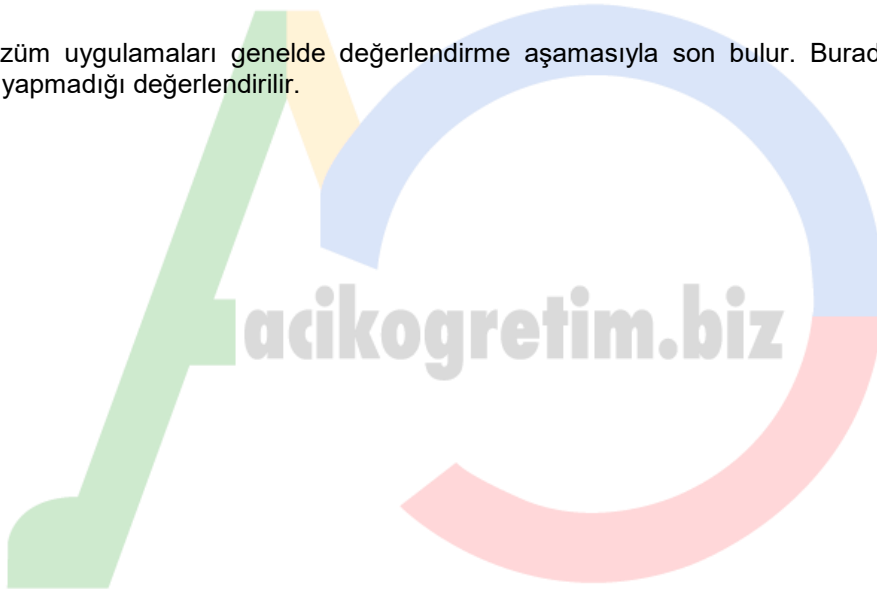 züm uygulamaları genelde değerlendirme aşamasıyla son bulur. Burad
yapmadığı değerlendirilir.
acikogretim.biz